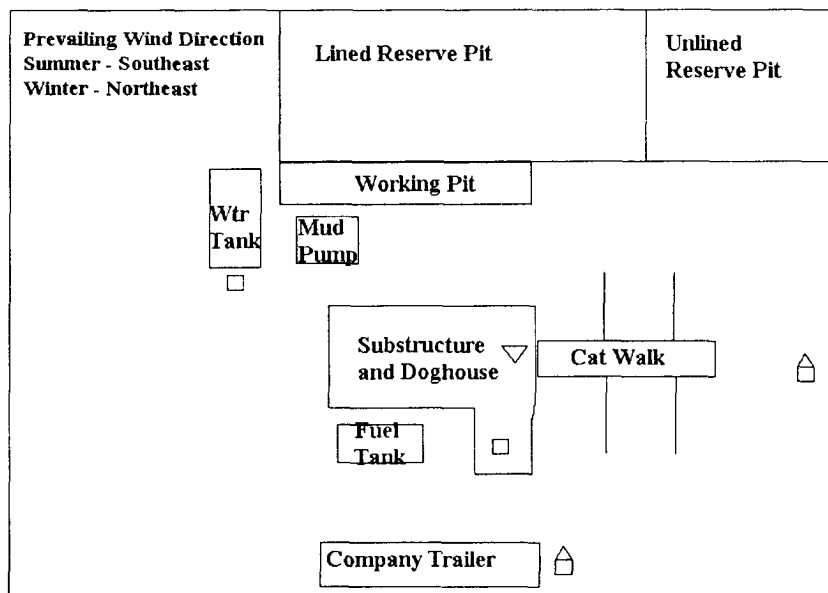 Prevailing Wind Direction
Summer - Southeast
Winter - Northeast
Lined Reserve Pit
Unlined
Reserve Pit
Working Pit
Wtr
Tank
Mud
Pump
Substructure
and Doghouse
Cat Walk
Fuel
Tank
Company Trailer